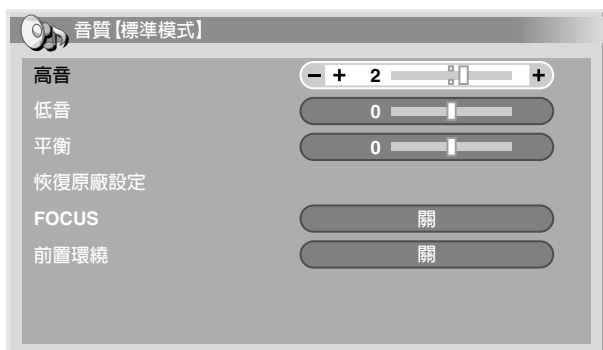 音質【標準模式】
高音 − + 2 +
低音 0
平衡 0
恢復原廠設定
FOCUS 關
前置環繞 關